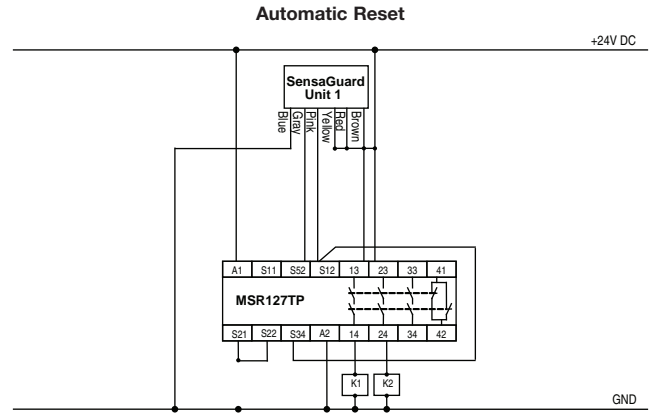 Automatic Reset
+24V DC
SensaGuard
Unit 1
Blue
Gray
Pink
Yellow
Red
Brown
A1 S11 S52 S12 13 23 33 41
MSR127TP
S21 S22 S34 A2 14 24 34 42
K1 K2
GND